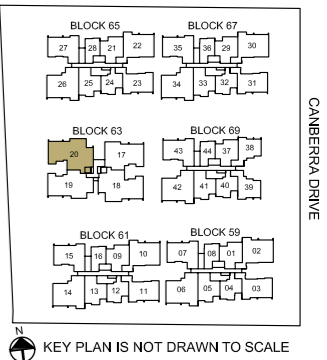 BLOCK 65 BLOCK 67
27 28 21 22 35 36 29 30
26 25 24 23 34 33 32 31
BLOCK 63 BLOCK 69
20 17 43 44 37 38
19 18 42 41 40 39
BLOCK 61 BLOCK 59
15 16 09 10 07 08 01 02
14 13 12 11 06 05 04 03
CANBERRA DRIVE
N
KEY PLAN IS NOT DRAWN TO SCALE